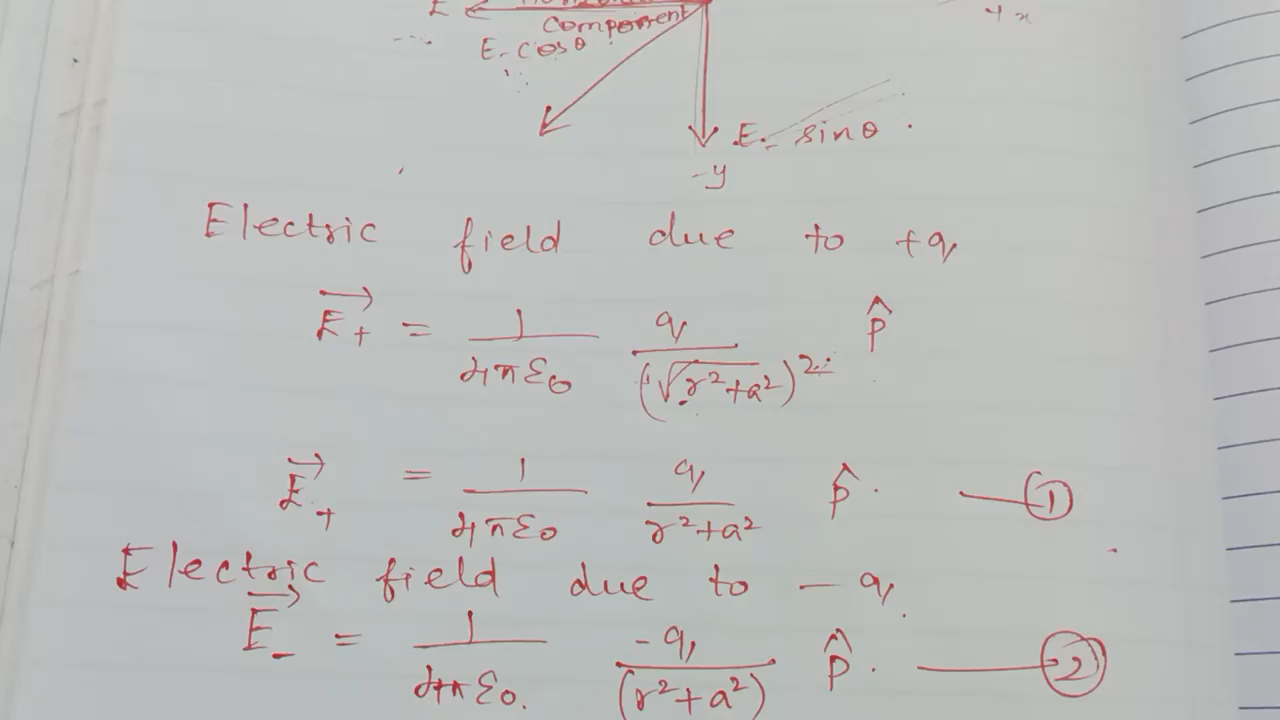 E
Component
E- cosθ
x
E- sinθ
-y
Electric field due to +q
E⃗+ = 1/4πε0 q/(√r²+a²)² p̂
E⃗+ = 1/4πε0 q/r²+a² p̂. —①
Electric field due to -q.
E⃗- = 1/4πε0. -q/(r²+a²) p̂. —②